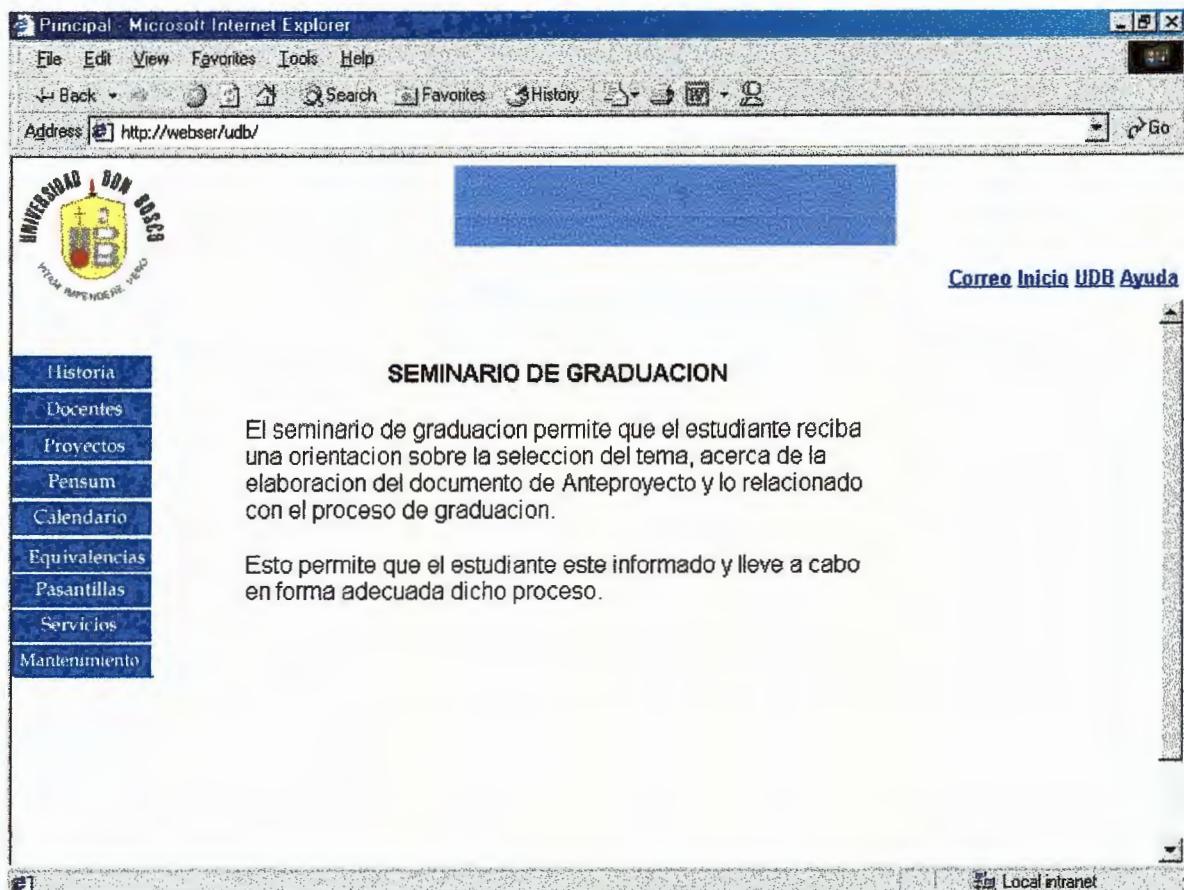 Principal - Microsoft Internet Explorer
File Edit View Favorites Tools Help
Back Search Favorites History
Address http://webser/udb/ Go
UNIVERSIDAD DON BOSCO
VITAM IMPENDERE VERO
Correo Inicio UDB Ayuda
Historia
Docentes
Proyectos
Pensum
Calendario
Equivalencias
Pasantillas
Servicios
Mantenimiento
SEMINARIO DE GRADUACION
El seminario de graduacion permite que el estudiante reciba
una orientacion sobre la seleccion del tema, acerca de la
elaboracion del documento de Anteproyecto y lo relacionado
con el proceso de graduacion.
Esto permite que el estudiante este informado y lleve a cabo
en forma adecuada dicho proceso.
Local intranet